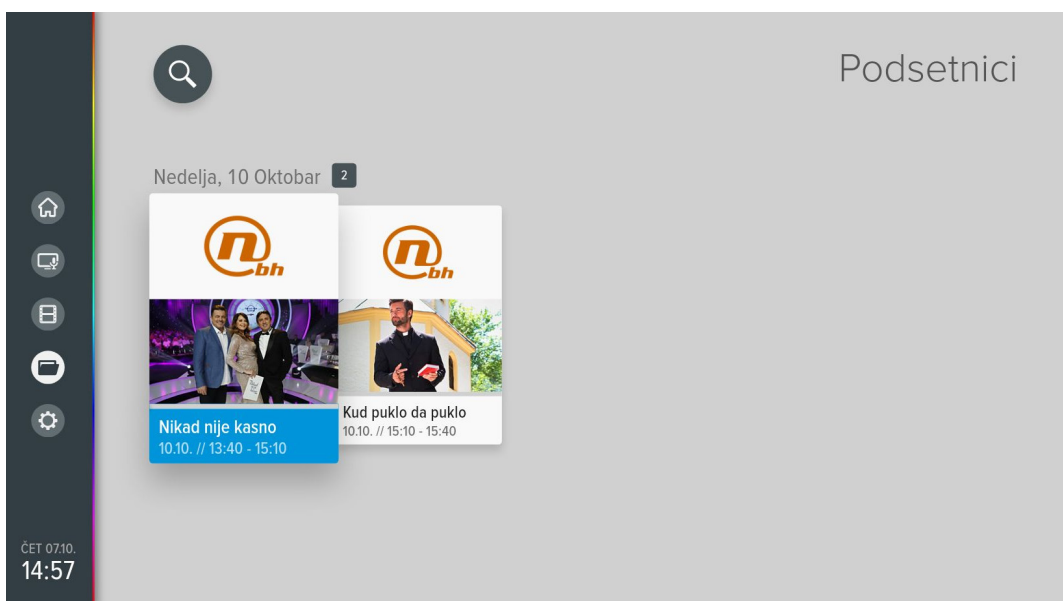 Podsetnici
Nedelja, 10 Oktobar 2
n bh
n bh
Nikad nije kasno
10.10. // 13:40 - 15:10
Kud puklo da puklo
10.10. // 15:10 - 15:40
ČET 07.10.
14:57